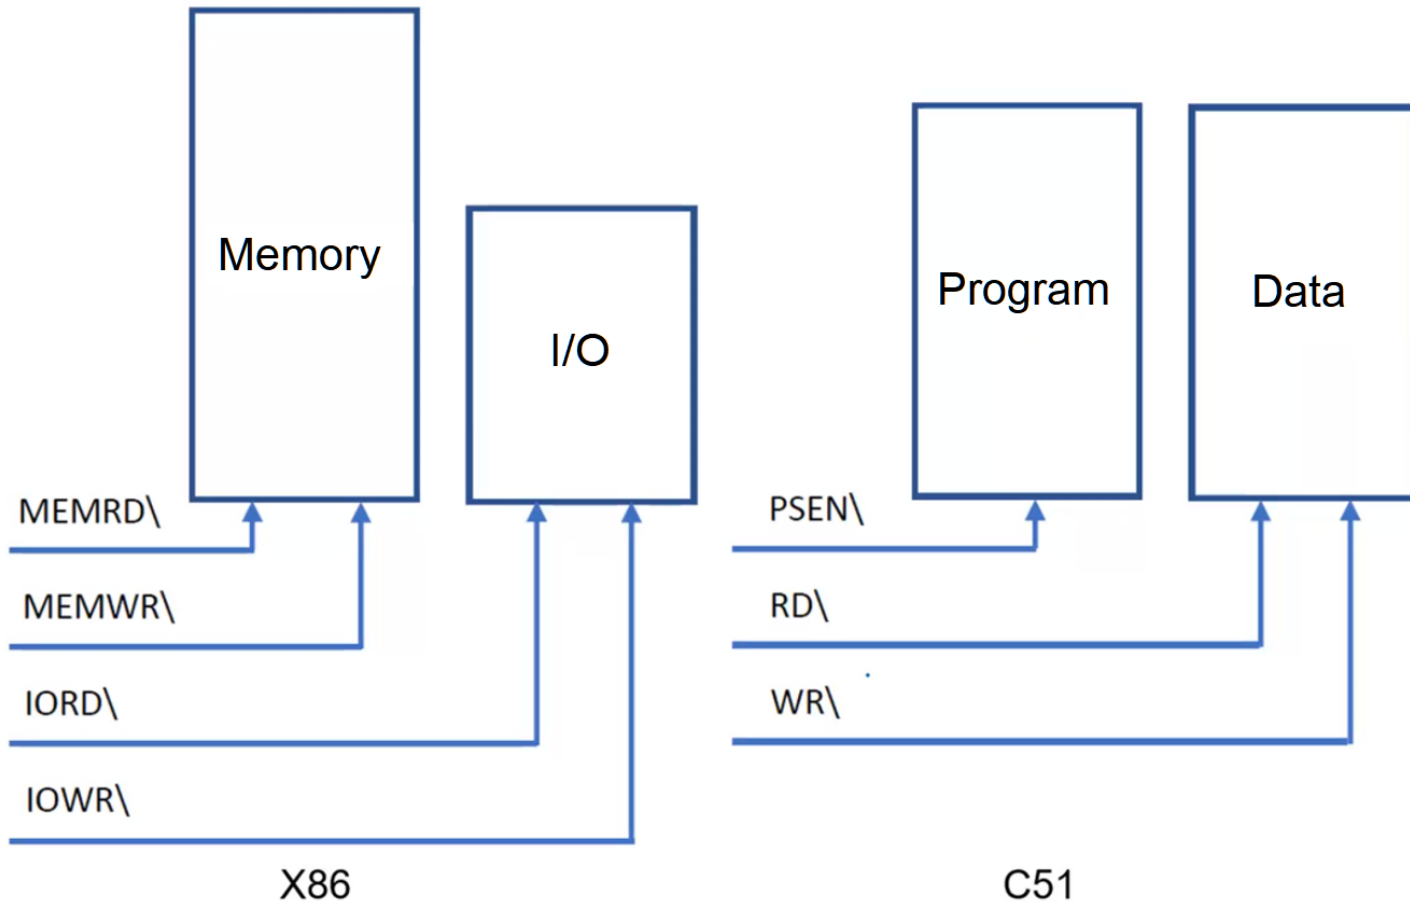 Memory
I/O
MEMRD\
MEMWR\
IORD\
IOWR\
X86
Program
Data
PSEN\
RD\
WR\
C51